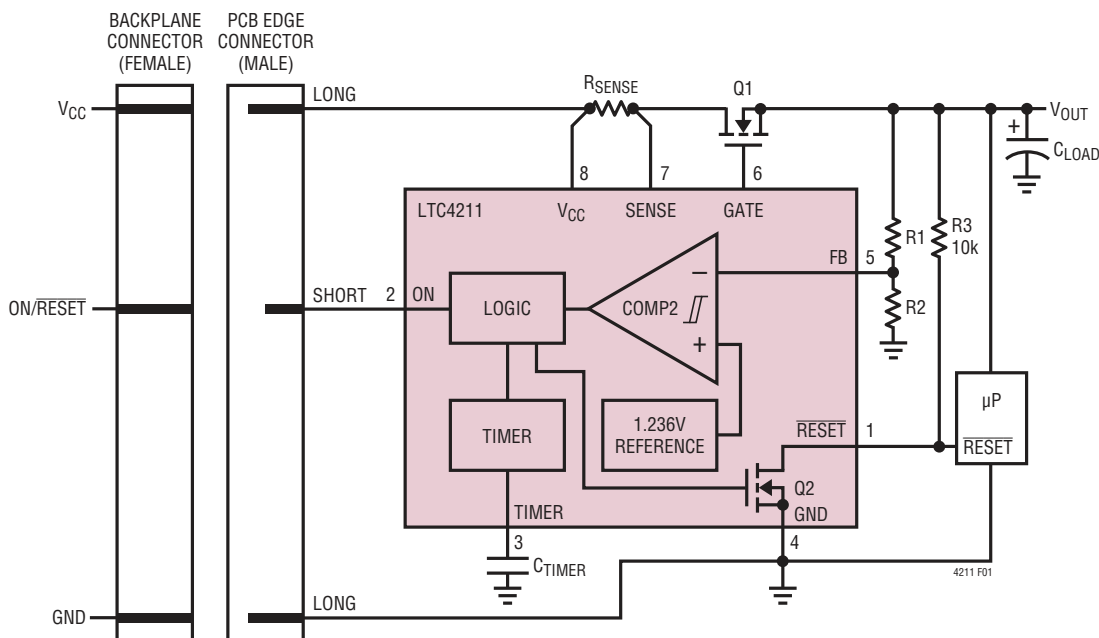 BACKPLANE
CONNECTOR
(FEMALE)
PCB EDGE
CONNECTOR
(MALE)
VCC
LONG
RSENSE
Q1
VOUT
+
CLOAD
8
7
6
LTC4211
VCC
SENSE
GATE
R1
R3
10k
FB
5
−
ON/RESET
SHORT
2
ON
LOGIC
COMP2
R2
+
µP
TIMER
1.236V
REFERENCE
RESET
1
RESET
Q2
TIMER
GND
3
4
CTIMER
4211 F01
LONG
GND